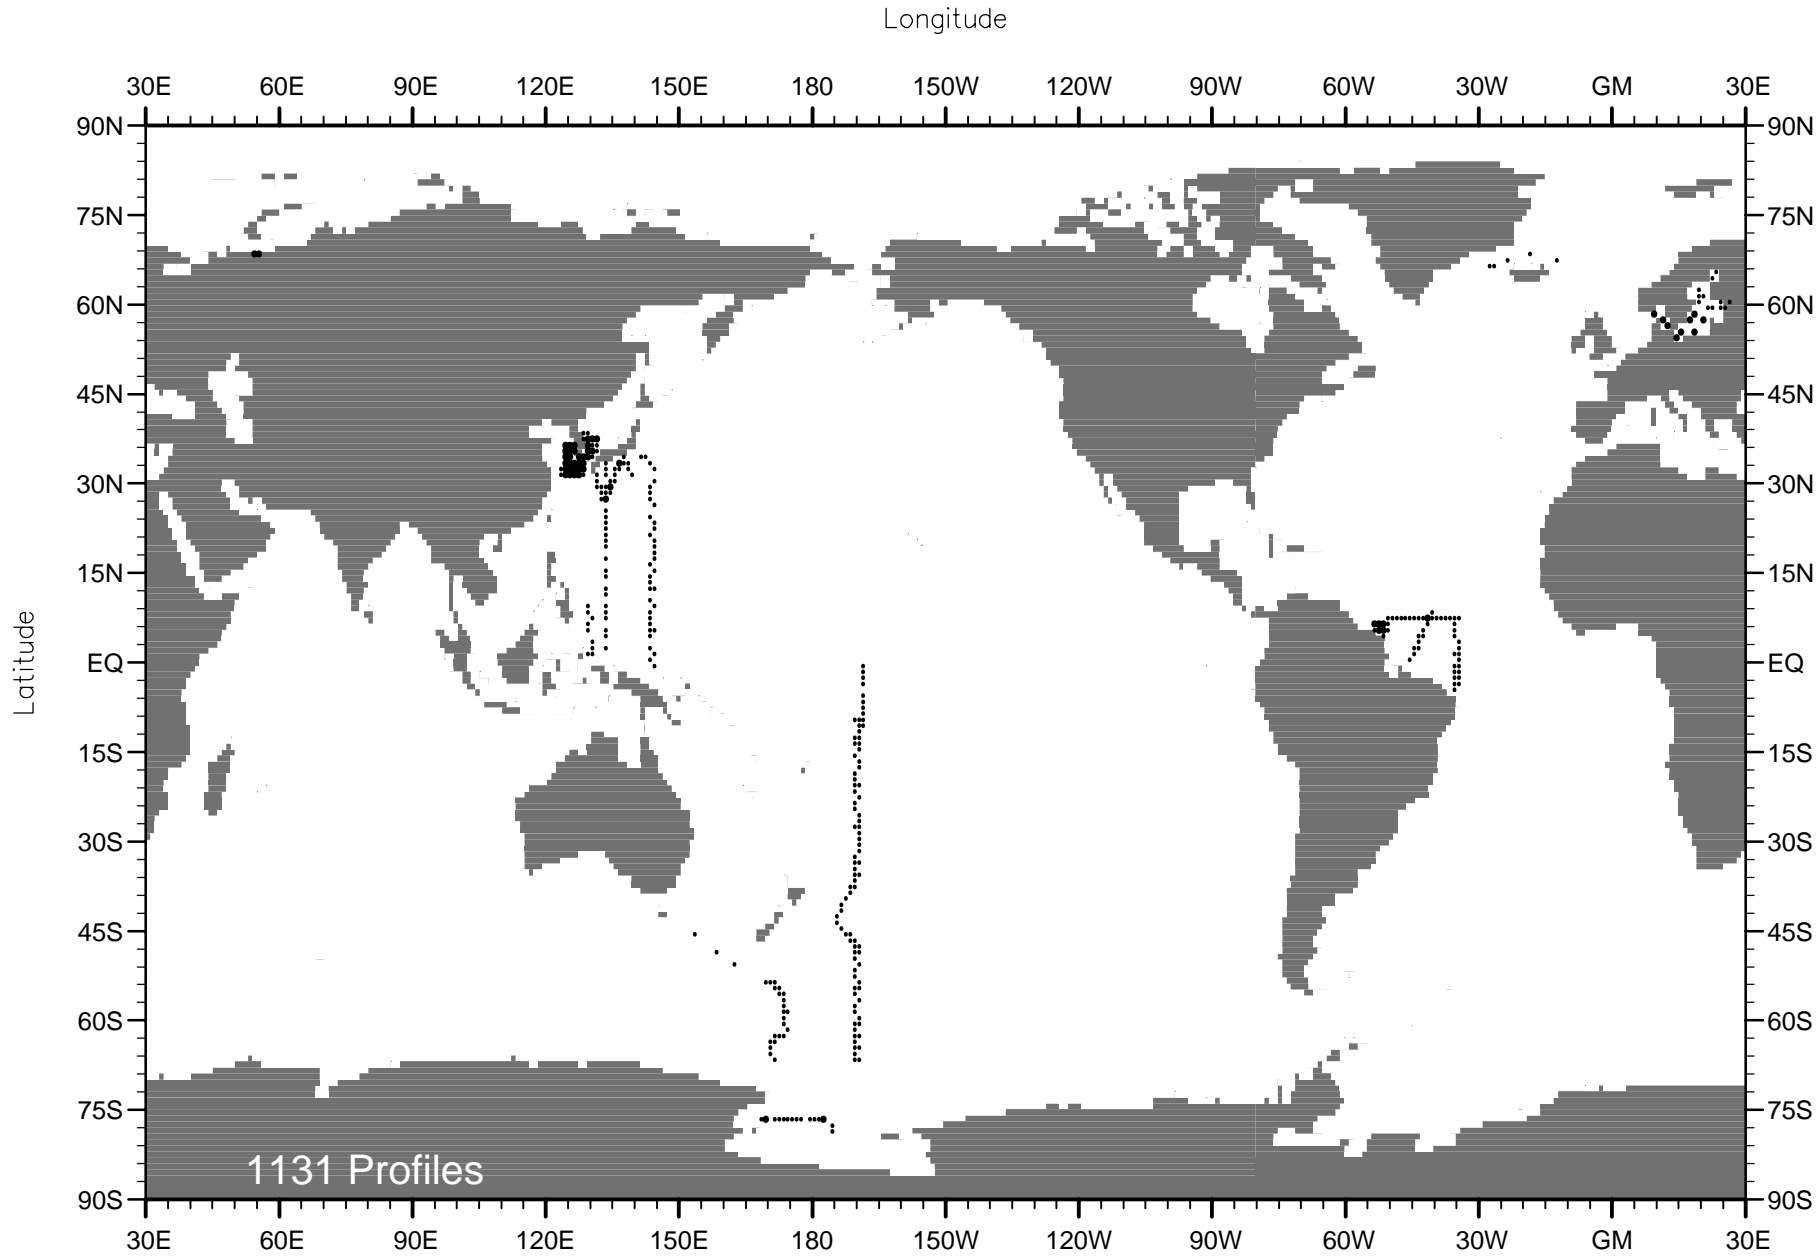 Longitude
30E 60E 90E 120E 150E 180 150W 120W 90W 60W 30W GM 30E
90N 90N
75N 75N
60N 60N
45N 45N
30N 30N
15N 15N
Latitude
EQ EQ
15S 15S
30S 30S
45S 45S
60S 60S
75S 75S
1131 Profiles
90S 90S
30E 60E 90E 120E 150E 180 150W 120W 90W 60W 30W GM 30E